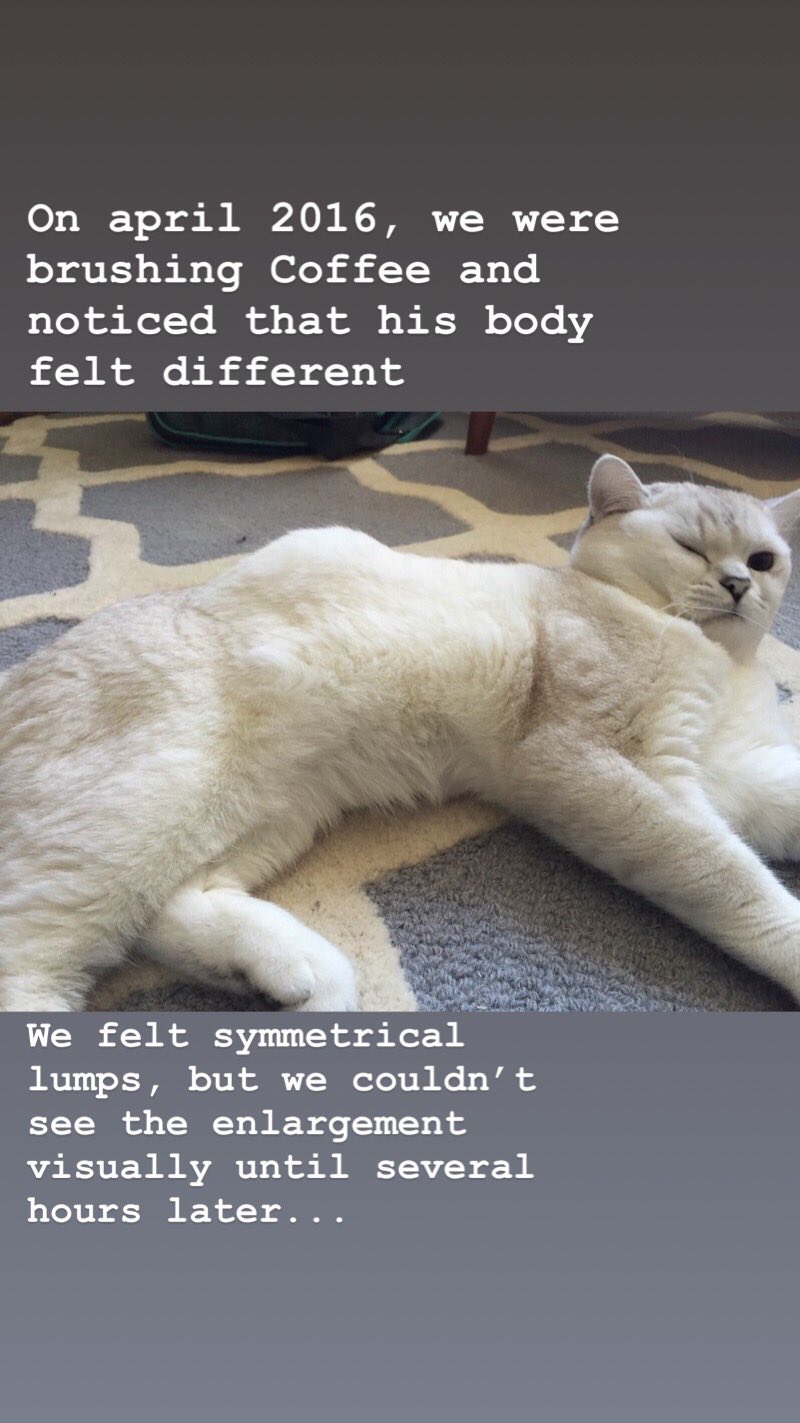 On april 2016, we were
brushing Coffee and
noticed that his body
felt different
We felt symmetrical
lumps, but we couldn’t
see the enlargement
visually until several
hours later...